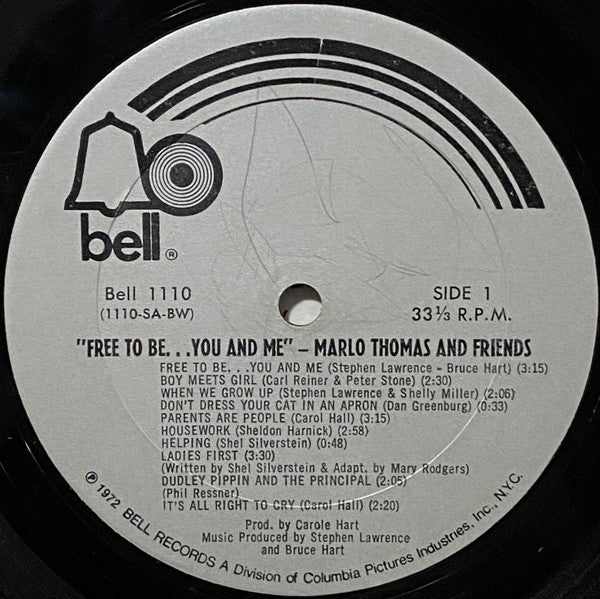 bell®
Bell 1110
(1110-SA-BW)
SIDE 1
33⅓ R.P.M.
"FREE TO BE. . .YOU AND ME" – MARLO THOMAS AND FRIENDS
FREE TO BE. . .YOU AND ME (Stephen Lawrence - Bruce Hart) (3:15)
BOY MEETS GIRL (Carl Reiner & Peter Stone) (2:30)
WHEN WE GROW UP (Stephen Lawrence & Shelly Miller) (2:06)
DON'T DRESS YOUR CAT IN AN APRON (Dan Greenburg) (0:33)
PARENTS ARE PEOPLE (Carol Hall) (3:15)
HOUSEWORK (Sheldon Harnick) (2:58)
HELPING (Shel Silverstein) (0:48)
LADIES FIRST (3:30)
(Written by Shel Silverstein & Adapt. by Mary Rodgers)
DUDLEY PIPPIN AND THE PRINCIPAL (2:05)
(Phil Ressner)
IT'S ALL RIGHT TO CRY (Carol Hall) (2:20)
Prod. by Carole Hart
Music Produced by Stephen Lawrence
and Bruce Hart
℗ 1972 BELL RECORDS A Division of Columbia Pictures Industries, Inc., N.Y.C.